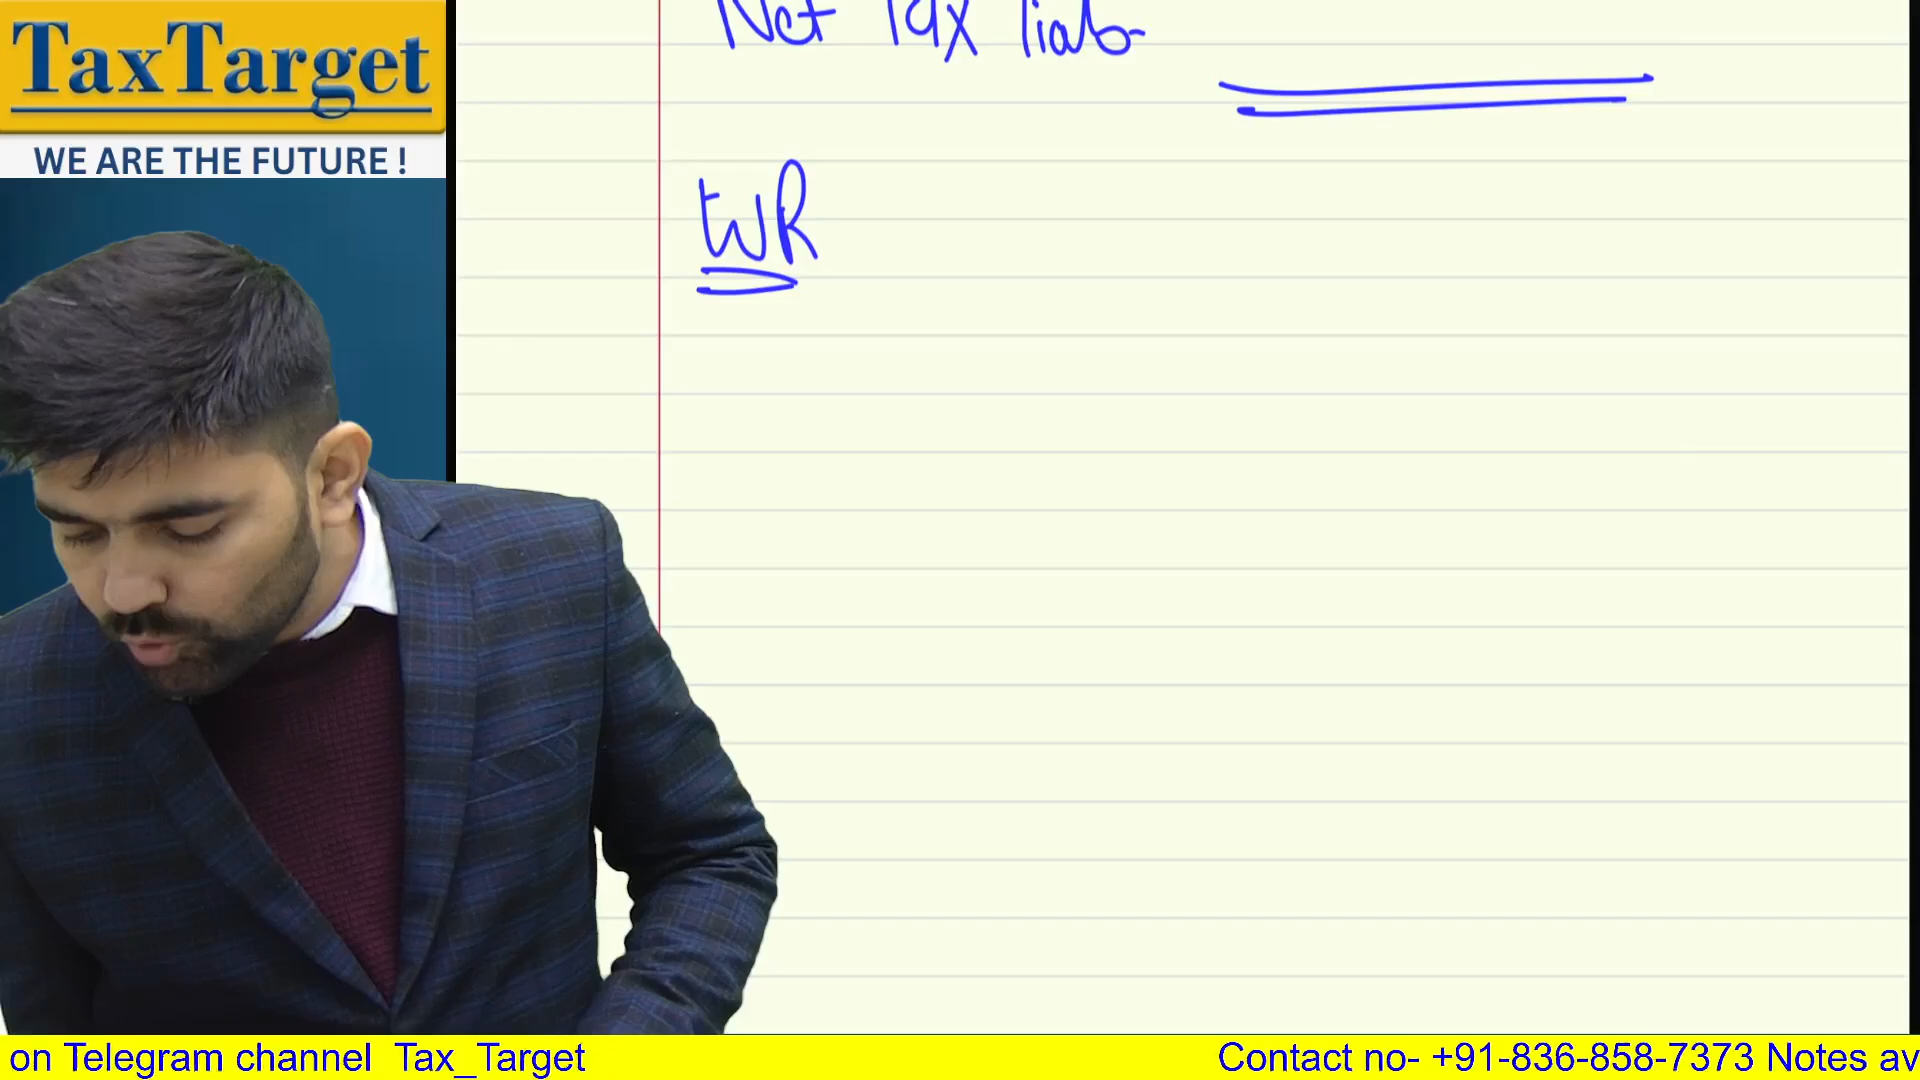 TaxTarget
WE ARE THE FUTURE !
Net Tax liab-
WR
on Telegram channel Tax_Target
Contact no- +91-836-858-7373 Notes av